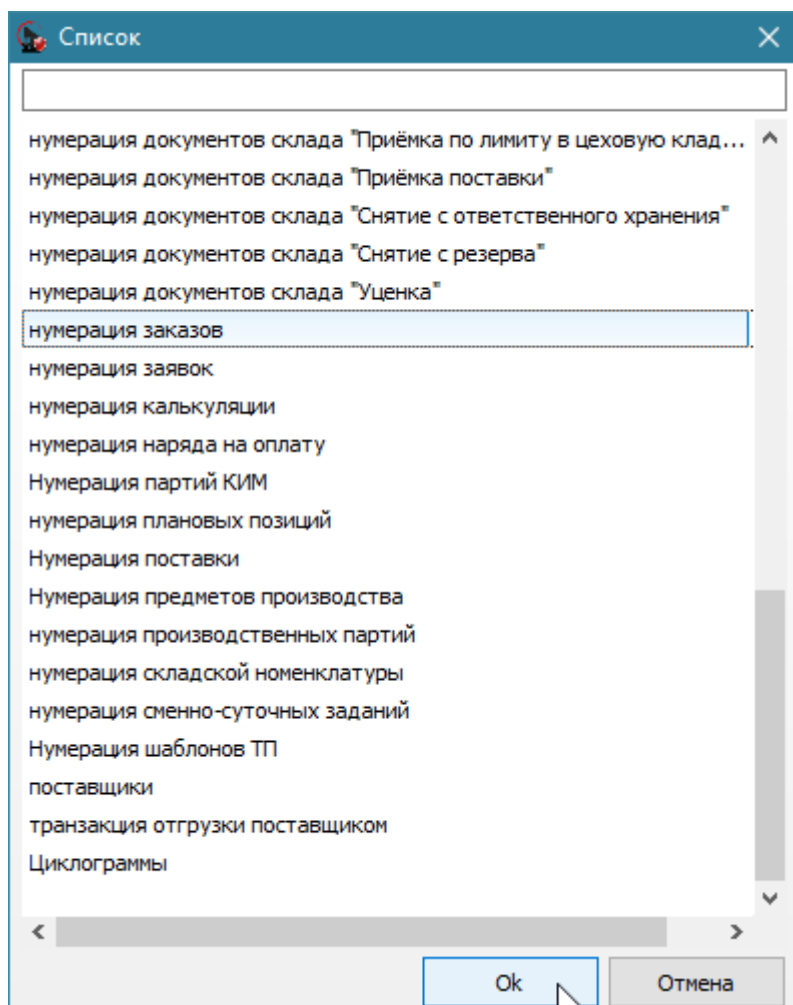 Список
нумерация документов склада "Приёмка по лимиту в цеховую клад...
нумерация документов склада "Приёмка поставки"
нумерация документов склада "Снятие с ответственного хранения"
нумерация документов склада "Снятие с резерва"
нумерация документов склада "Уценка"
нумерация заказов
нумерация заявок
нумерация калькуляции
нумерация наряда на оплату
Нумерация партий КИМ
нумерация плановых позиций
Нумерация поставки
Нумерация предметов производства
нумерация производственных партий
нумерация складской номенклатуры
нумерация сменно-суточных заданий
Нумерация шаблонов ТП
поставщики
транзакция отгрузки поставщиком
Циклограммы
Ok Отмена